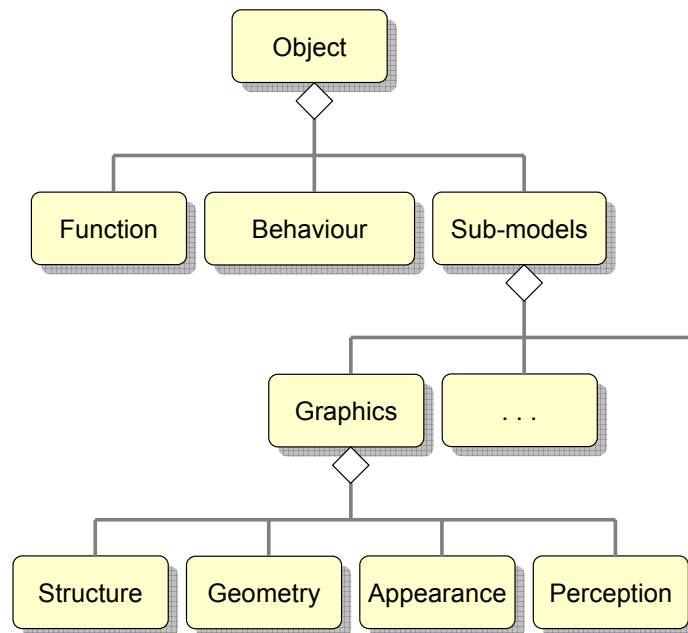 Object
Function
Behaviour
Sub-models
Graphics
. . .
Structure
Geometry
Appearance
Perception